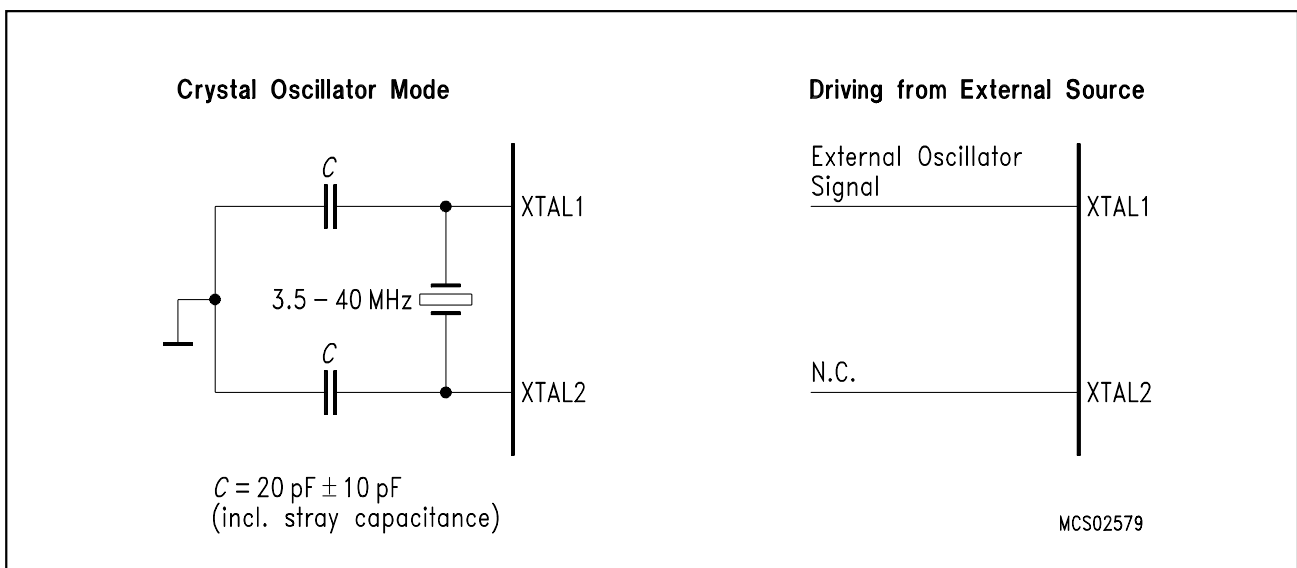 Crystal Oscillator Mode
C
XTAL1
3.5 – 40 MHz
C
XTAL2
C = 20 pF ± 10 pF
(incl. stray capacitance)
Driving from External Source
External Oscillator
Signal
XTAL1
N.C.
XTAL2
MCS02579